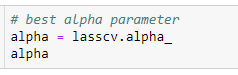 # best alpha parameter
alpha = lasscv.alpha_
alpha